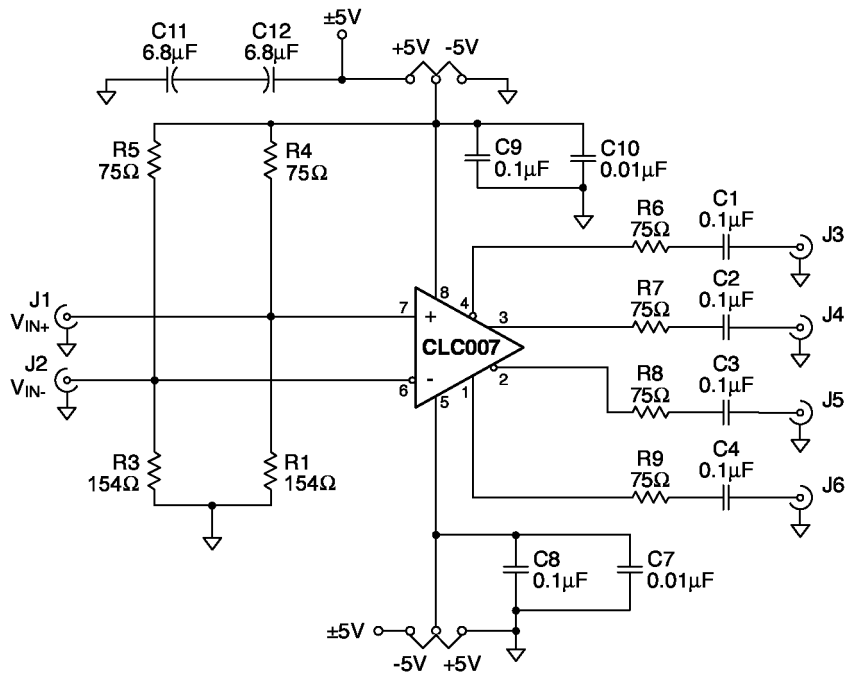 ±5V
C11
6.8µF
C12
6.8µF
+5V -5V
R5
75Ω
R4
75Ω
C9
0.1µF
C10
0.01µF
R6
75Ω
C1
0.1µF
J3
J1
VIN+
7
+
8
4
3
R7
75Ω
C2
0.1µF
J4
CLC007
J2
VIN-
6
-
5
1
2
R8
75Ω
C3
0.1µF
J5
R3
154Ω
R1
154Ω
R9
75Ω
C4
0.1µF
J6
C8
0.1µF
C7
0.01µF
±5V
-5V +5V